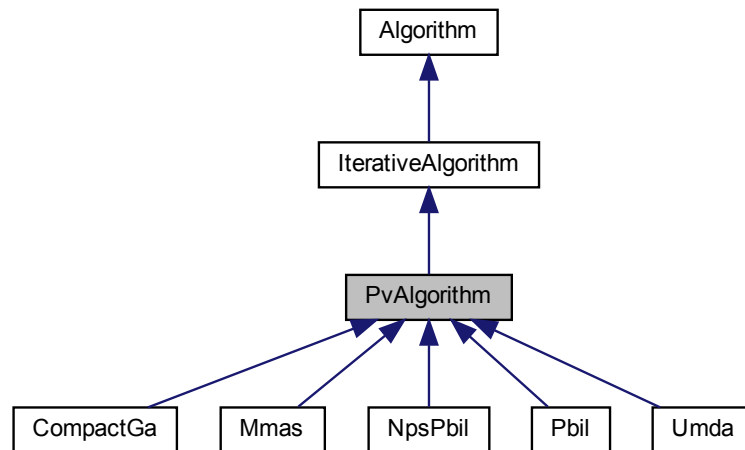 Algorithm
IterativeAlgorithm
PvAlgorithm
CompactGa
Mmas
NpsPbil
Pbil
Umda